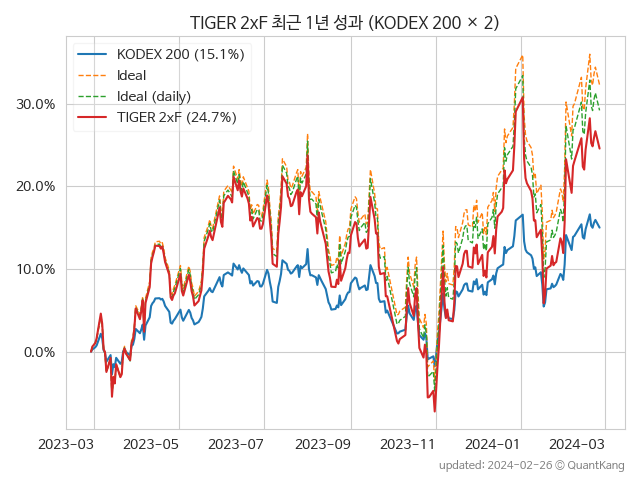 TIGER 2xF 최근 1년 성과 (KODEX 200 × 2)
KODEX 200 (15.1%)
Ideal
Ideal (daily)
TIGER 2xF (24.7%)
30.0%
20.0%
10.0%
0.0%
2023-03 2023-05 2023-07 2023-09 2023-11 2024-01 2024-03
updated: 2024-02-26 © QuantKang